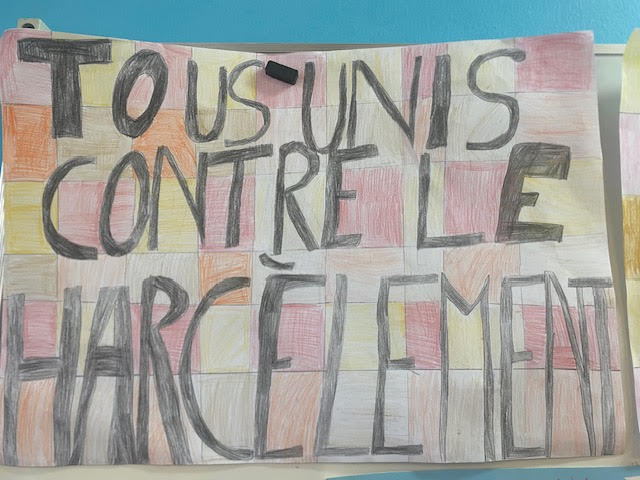 TOUS UNIS
CONTRE LE
HARCÈLEMENT